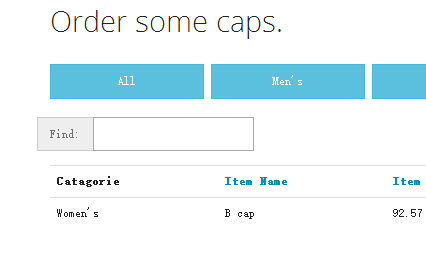 Order some caps.
All Men's
Find:
Catagorie Item Name Item
Women's B cap 92.57